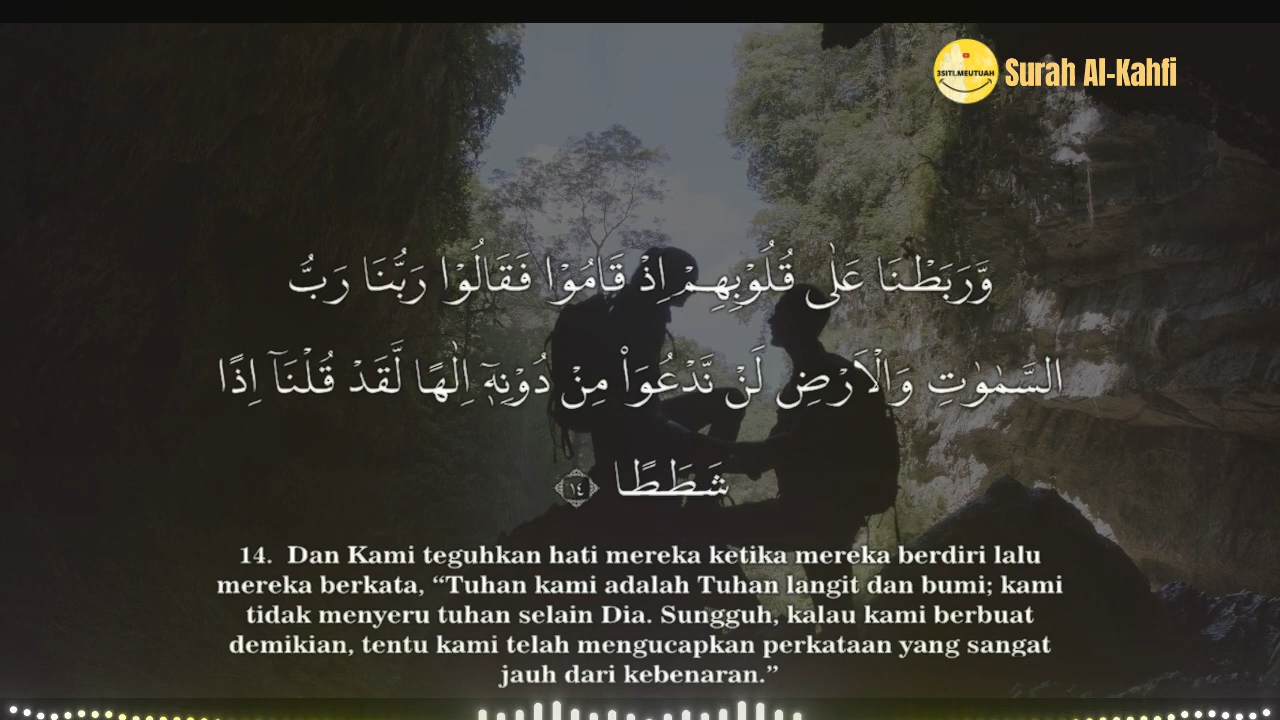 3SITI.MEUTUAH
Surah Al-Kahfi
وَّرَبَطْنَا عَلٰى قُلُوْبِهِمْ اِذْ قَامُوْا فَقَالُوْا رَبُّنَا رَبُّ
السَّمٰوٰتِ وَالْاَرْضِ لَنْ نَّدْعُوَا۟ مِنْ دُوْنِهٖٓ اِلٰهًا لَّقَدْ قُلْنَآ اِذًا
شَطَطًا ١٤
14. Dan Kami teguhkan hati mereka ketika mereka berdiri lalu
mereka berkata, “Tuhan kami adalah Tuhan langit dan bumi; kami
tidak menyeru tuhan selain Dia. Sungguh, kalau kami berbuat
demikian, tentu kami telah mengucapkan perkataan yang sangat
jauh dari kebenaran.”